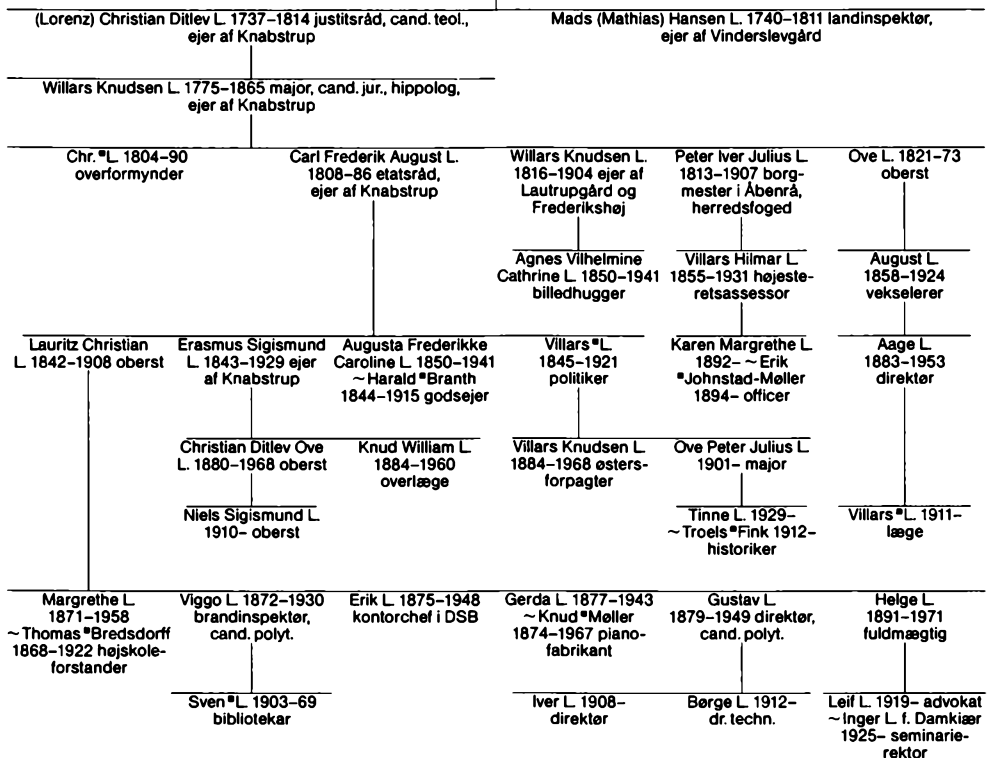 (Lorenz) Christian Ditlev L. 1737–1814 justitsråd, cand. teol.,
ejer af Knabstrup
Mads (Mathias) Hansen L. 1740–1811 landinspektør,
ejer af Vinderslevgård
Willars Knudsen L. 1775–1865 major, cand. jur., hippolog,
ejer af Knabstrup
Chr. *L. 1804–90
overformynder
Carl Frederik August L.
1808–86 etatsråd,
ejer af Knabstrup
Willars Knudsen L.
1816–1904 ejer af
Lautrupgård og
Frederikshøj
Peter Iver Julius L.
1813–1907 borg-
mester i Åbenrå,
herredsfoged
Ove L. 1821–73
oberst
Agnes Vilhelmine
Cathrine L. 1850–1941
billedhugger
Villars Hilmar L.
1855–1931 højeste-
retsassessor
August L.
1858–1924
vekselerer
Lauritz Christian
L. 1842–1908 oberst
Erasmus Sigismund
L. 1843–1929 ejer
af Knabstrup
Augusta Frederikke
Caroline L. 1850–1941
~Harald *Branth
1844–1915 godsejer
Villars *L.
1845–1921
politiker
Karen Margrethe L.
1892– ~Erik
*Johnstad-Møller
1894– officer
Aage L.
1883–1953
direktør
Christian Ditlev Ove
L. 1880–1968 oberst
Knud William L.
1884–1960
overlæge
Villars Knudsen L.
1884–1968 østers-
forpagter
Ove Peter Julius L.
1901– major
Niels Sigismund L.
1910– oberst
Tinne L. 1929–
~Troels *Fink 1912–
historiker
Villars *L. 1911–
læge
Margrethe L.
1871–1958
~Thomas *Bredsdorff
1868–1922 højskole-
forstander
Viggo L. 1872–1930
brandinspektør,
cand. polyt.
Erik L. 1875–1948
kontorchef i DSB
Gerda L. 1877–1943
~Knud *Møller
1874–1967 piano-
fabrikant
Gustav L.
1879–1949 direktør,
cand. polyt.
Helge L.
1891–1971
fuldmægtig
Sven *L. 1903–69
bibliotekar
Iver L. 1908–
direktør
Børge L. 1912–
dr. techn.
Leif L. 1919– advokat
~Inger L. f. Damkiær
1925– seminarie-
rektor